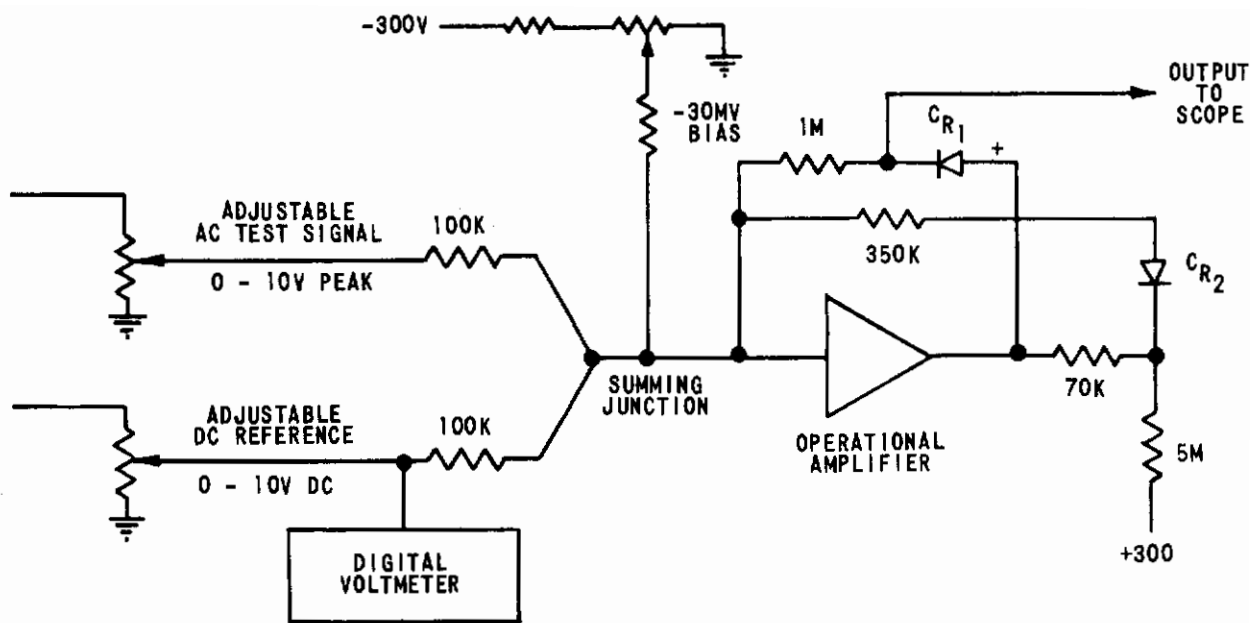 -300V
-30MV
BIAS
OUTPUT
TO
SCOPE
1M
CR1
+
ADJUSTABLE
AC TEST SIGNAL
0 - 10V PEAK
100K
350K
CR2
SUMMING
JUNCTION
70K
ADJUSTABLE
DC REFERENCE
0 - 10V DC
100K
OPERATIONAL
AMPLIFIER
5M
+300
DIGITAL
VOLTMETER